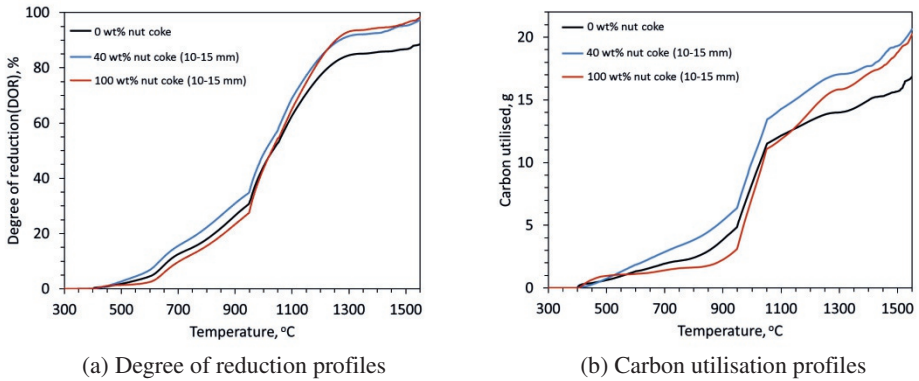 100
80
60
40
20
0
Degree of reduction(DOR), %
0 wt% nut coke
40 wt% nut coke (10-15 mm)
100 wt% nut coke (10-15 mm)
300 500 700 900 1100 1300 1500
Temperature, °C
(a) Degree of reduction profiles
20
15
10
5
0
Carbon utilised, g
0 wt% nut coke
40 wt% nut coke (10-15 mm)
100 wt% nut coke (10-15 mm)
300 500 700 900 1100 1300 1500
Temperature, °C
(b) Carbon utilisation profiles